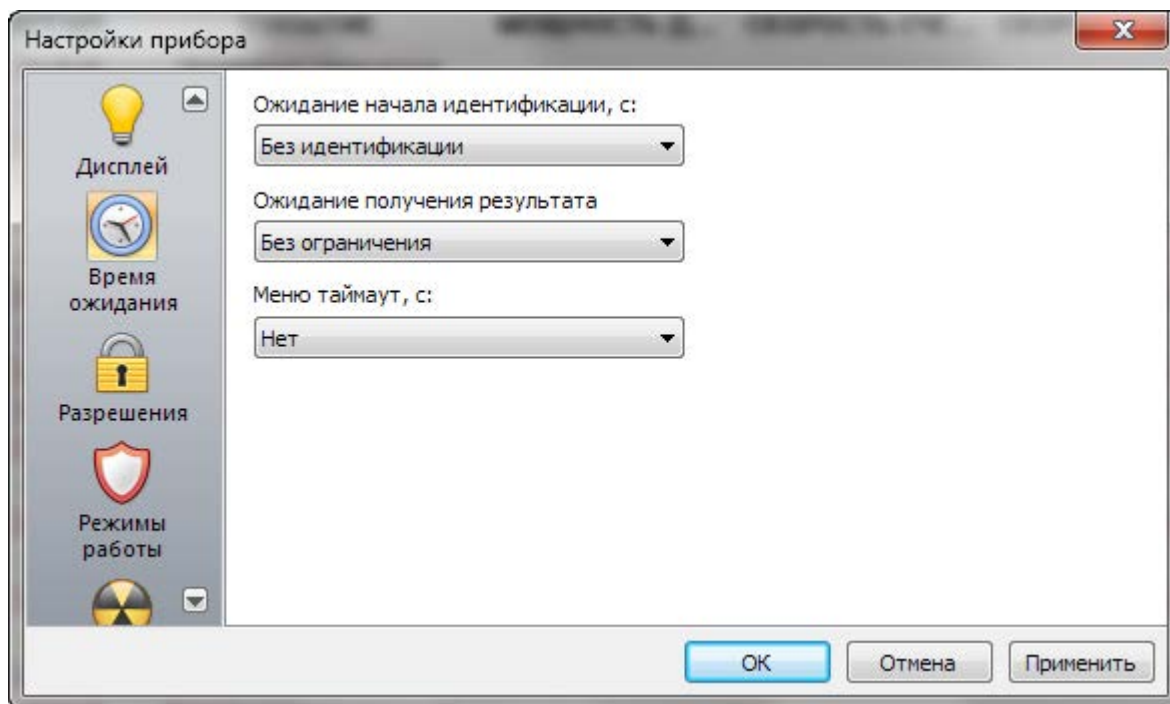 Настройки прибора
Дисплей
Время
ожидания
Разрешения
Режимы
работы
Ожидание начала идентификации, с:
Без идентификации
Ожидание получения результата
Без ограничения
Меню таймаут, с:
Нет
ОК
Отмена
Применить